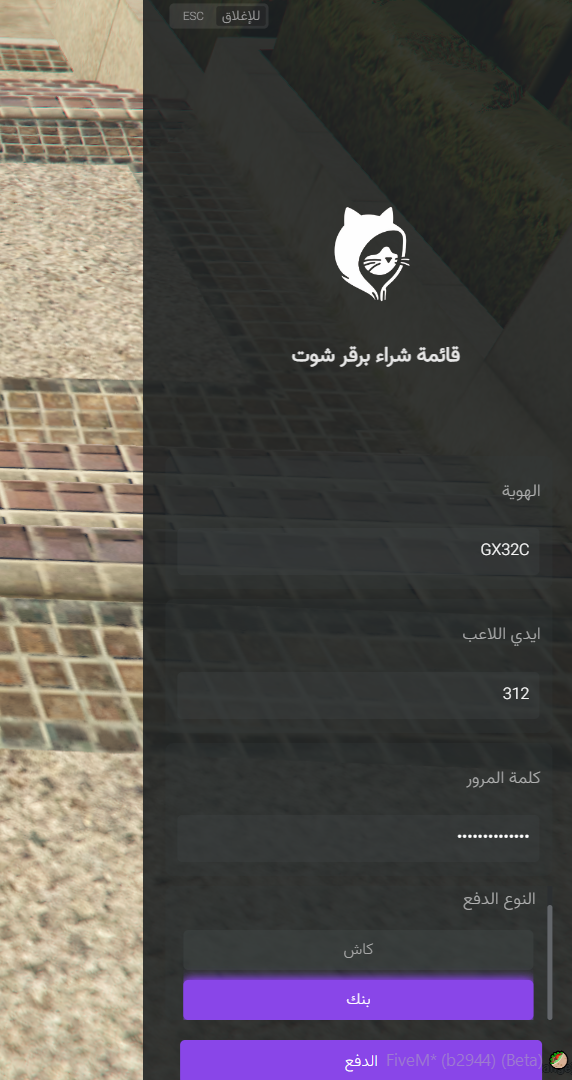 للإغلاق ESC
قائمة شراء برقر شوت
الهوية
GX32C
ايدي اللاعب
312
كلمة المرور
••••••••••••••
النوع الدفع
كاش
بنك
الدفع
FiveM* (b2944) (Beta)